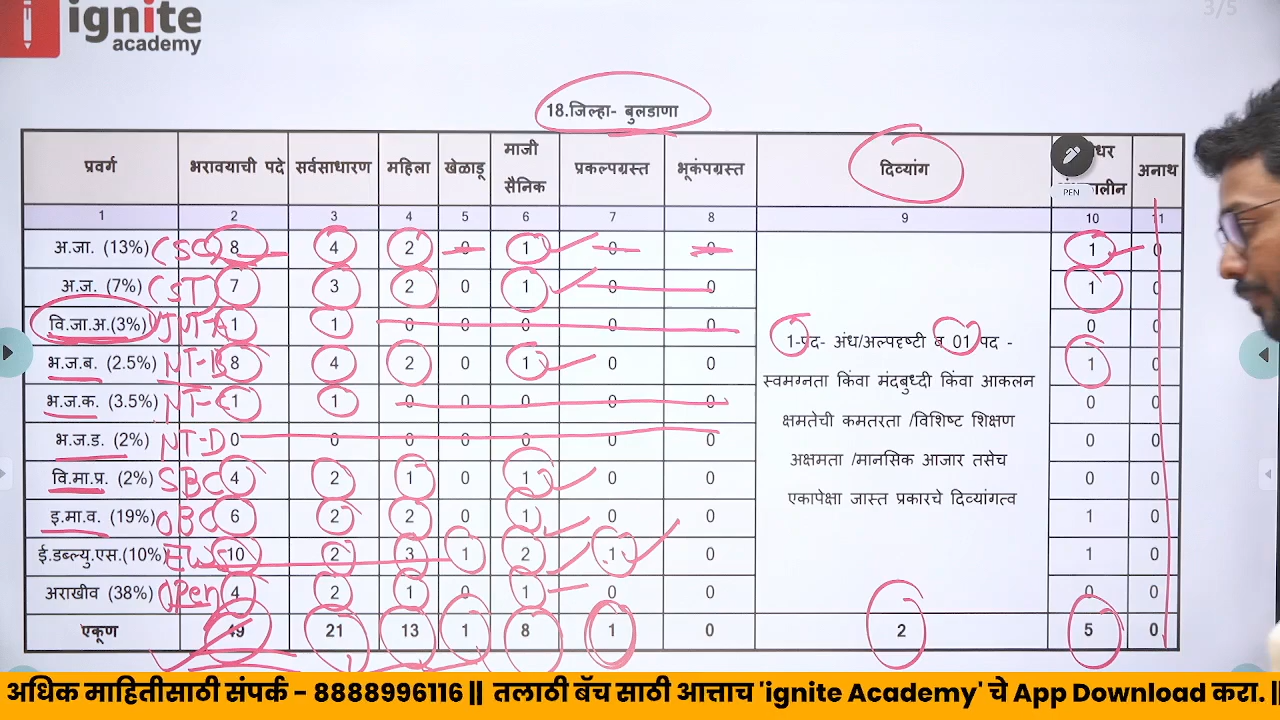 ignite
academy
3/5
18.जिल्हा- बुलडाणा
प्रवर्ग भरावयाची पदे सर्वसाधारण महिला खेळाडू माजी सैनिक प्रकल्पग्रस्त भूकंपग्रस्त दिव्यांग धर लीन अनाथ
PEN
1 2 3 4 5 6 7 8 9 10 11
अ.जा. (13%) (SC) 8 4 2 0 1 0 0 1 0
अ.ज. (7%) (ST) 7 3 2 0 1 0 0 1 0
वि.जा.अ.(3%) VJNT-A 1 1 0 0 0 0 0 0 0
भ.ज.ब. (2.5%) NT-B 8 4 2 0 1 0 0 1 0
भ.ज.क. (3.5%) NT-C 1 1 0 0 0 0 0 0 0
भ.ज.ड. (2%) NT-D 0 0 0 0 0 0 0 0 0
वि.मा.प्र. (2%) SBC 4 2 1 0 1 0 0 0 0
इ.मा.व. (19%) OBC 6 2 2 0 1 0 0 1 0
ई.डब्ल्यु.एस.(10%) EWS 10 2 3 1 2 1 0 1 0
अराखीव (38%) OPen 4 2 1 0 1 0 0 0 0
एकूण 49 21 13 1 8 1 0 2 5 0
1-पद- अंध/अल्पदृष्टी व 01 पद -
स्वमग्नता किंवा मंदबुध्दी किंवा आकलन
क्षमतेची कमतरता /विशिष्ट शिक्षण
अक्षमता /मानसिक आजार तसेच
एकापेक्षा जास्त प्रकारचे दिव्यांगत्व
अधिक माहितीसाठी संपर्क - 8888996116 || तलाठी बॅच साठी आत्ताच 'ignite Academy' चे App Download करा. ||